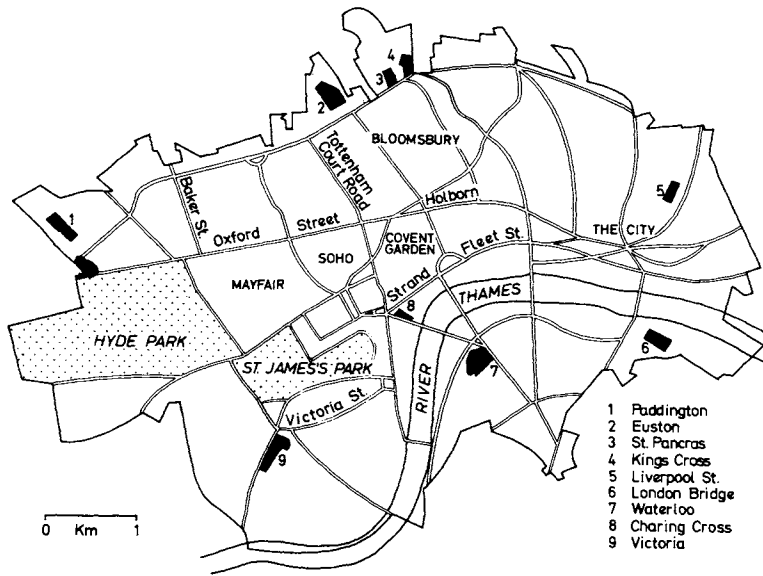 4
3
2
BLOOMSBURY
Tottenham
Court Road
Baker St.
1
5
Holborn
Oxford
Street
THE CITY
COVENT
GARDEN
Fleet St.
SOHO
MAYFAIR
Strand
THAMES
8
HYDE PARK
ST JAMES'S PARK
6
7
RIVER
Victoria St.
9
1 Paddington
2 Euston
3 St. Pancras
4 Kings Cross
5 Liverpool St.
6 London Bridge
7 Waterloo
8 Charing Cross
9 Victoria
0 Km 1